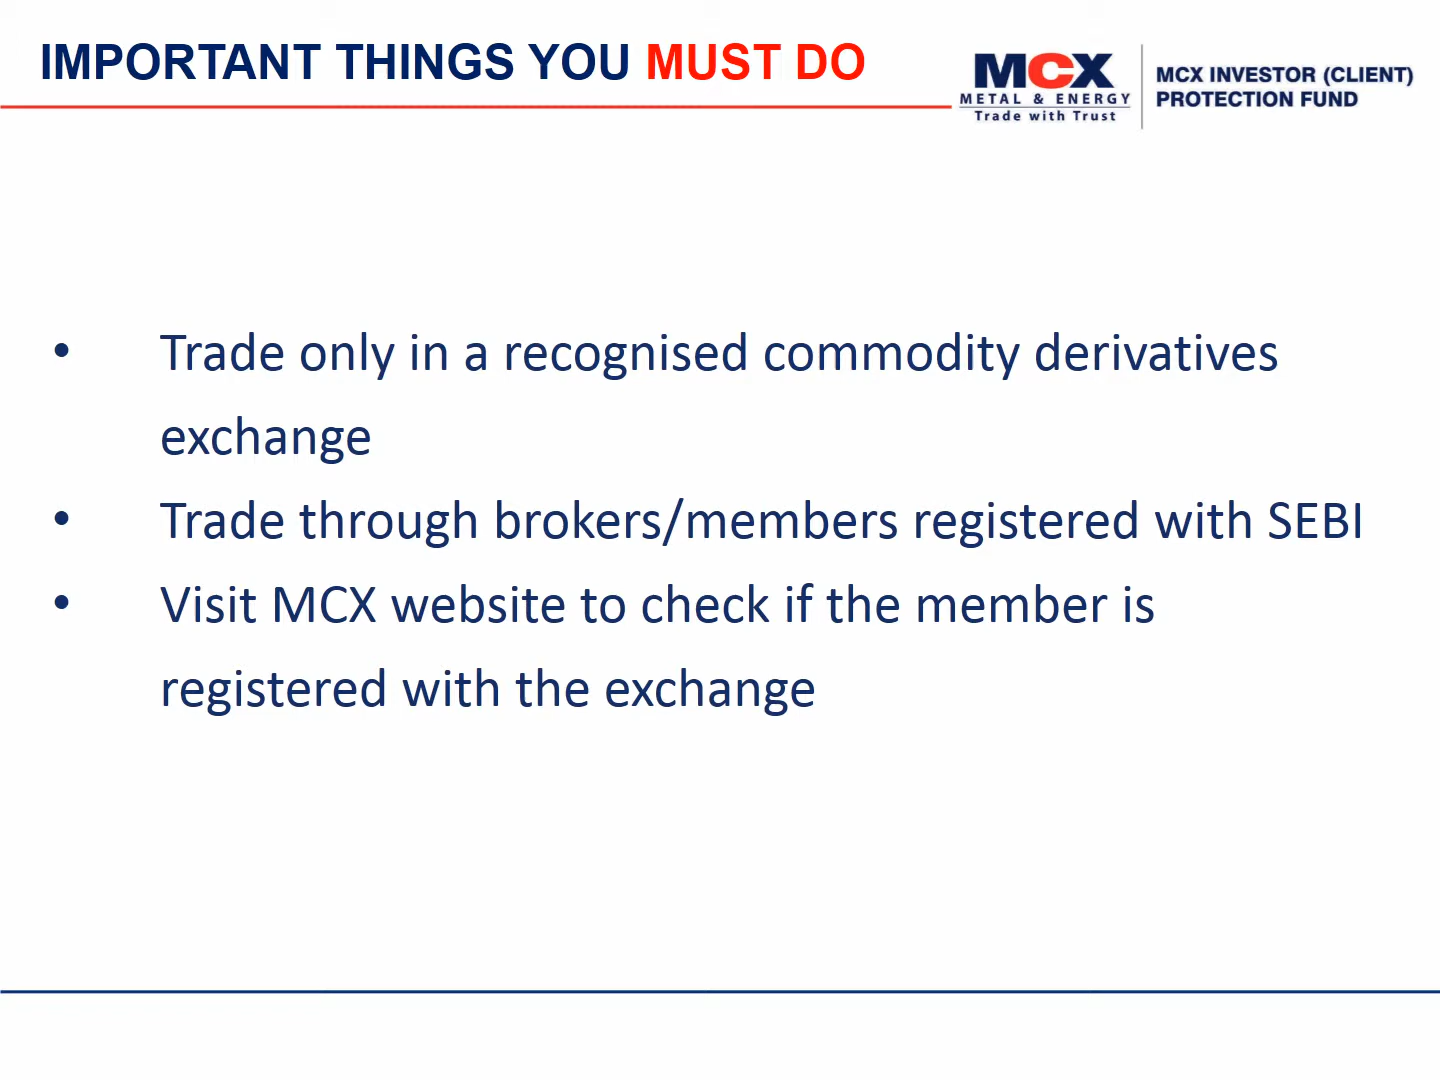 IMPORTANT THINGS YOU MUST DO
MCX
METAL & ENERGY
Trade with Trust
MCX INVESTOR (CLIENT)
PROTECTION FUND
• Trade only in a recognised commodity derivatives
exchange
• Trade through brokers/members registered with SEBI
• Visit MCX website to check if the member is
registered with the exchange